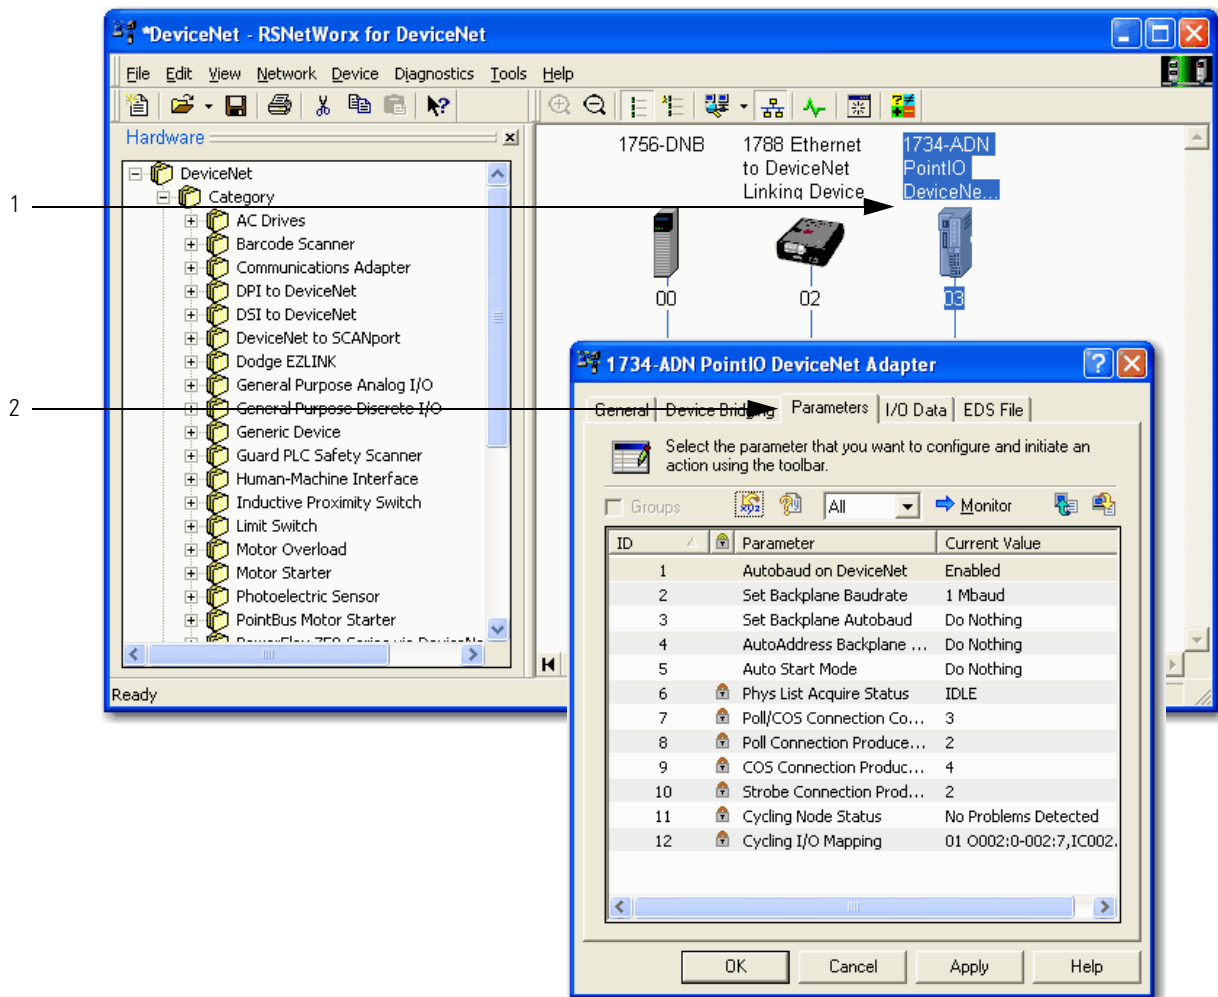 *DeviceNet - RSNetWorx for DeviceNet
File Edit View Network Device Diagnostics Tools Help
Hardware
DeviceNet
Category
AC Drives
Barcode Scanner
Communications Adapter
DPI to DeviceNet
DSI to DeviceNet
DeviceNet to SCANport
Dodge EZLINK
General Purpose Analog I/O
General Purpose Discrete I/O
Generic Device
Guard PLC Safety Scanner
Human-Machine Interface
Inductive Proximity Switch
Limit Switch
Motor Overload
Motor Starter
Photoelectric Sensor
PointBus Motor Starter
Ready
1
2
1756-DNB
00
1788 Ethernet
to DeviceNet
Linking Device
02
1734-ADN
PointIO
DeviceNe...
03
1734-ADN PointIO DeviceNet Adapter
General Device Bridging Parameters I/O Data EDS File
Select the parameter that you want to configure and initiate an
action using the toolbar.
Groups xyz All Monitor
ID Parameter Current Value
1 Autobaud on DeviceNet Enabled
2 Set Backplane Baudrate 1 Mbaud
3 Set Backplane Autobaud Do Nothing
4 AutoAddress Backplane ... Do Nothing
5 Auto Start Mode Do Nothing
6 Phys List Acquire Status IDLE
7 Poll/COS Connection Co... 3
8 Poll Connection Produce... 2
9 COS Connection Produc... 4
10 Strobe Connection Prod... 2
11 Cycling Node Status No Problems Detected
12 Cycling I/O Mapping 01 O002:0-002:7,IC002.
OK Cancel Apply Help